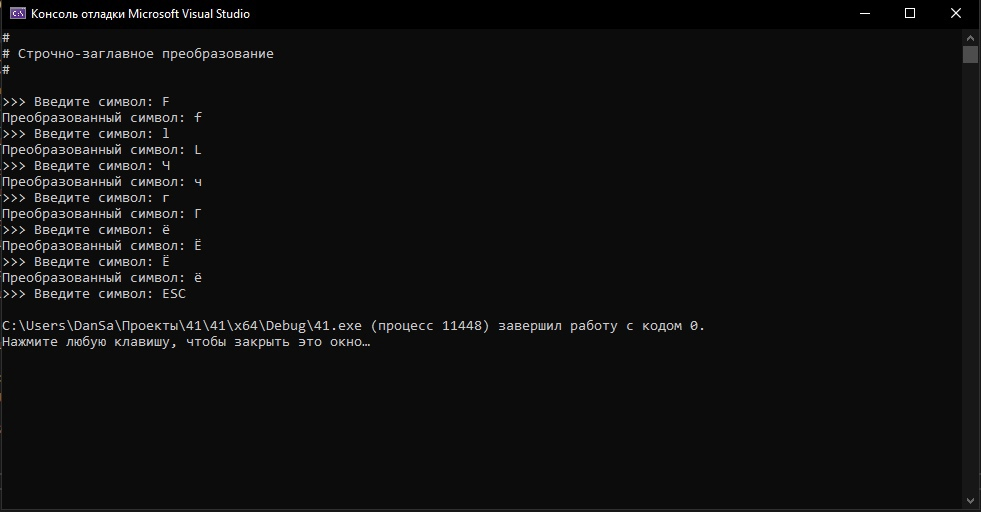 Консоль отладки Microsoft Visual Studio
#
# Строчно-заглавное преобразование
#
>>> Введите символ: F
Преобразованный символ: f
>>> Введите символ: l
Преобразованный символ: L
>>> Введите символ: Ч
Преобразованный символ: ч
>>> Введите символ: г
Преобразованный символ: Г
>>> Введите символ: ё
Преобразованный символ: Ё
>>> Введите символ: Ё
Преобразованный символ: ё
>>> Введите символ: ESC
C:\Users\DanSa\Проекты\41\41\x64\Debug\41.exe (процесс 11448) завершил работу с кодом 0.
Нажмите любую клавишу, чтобы закрыть это окно…